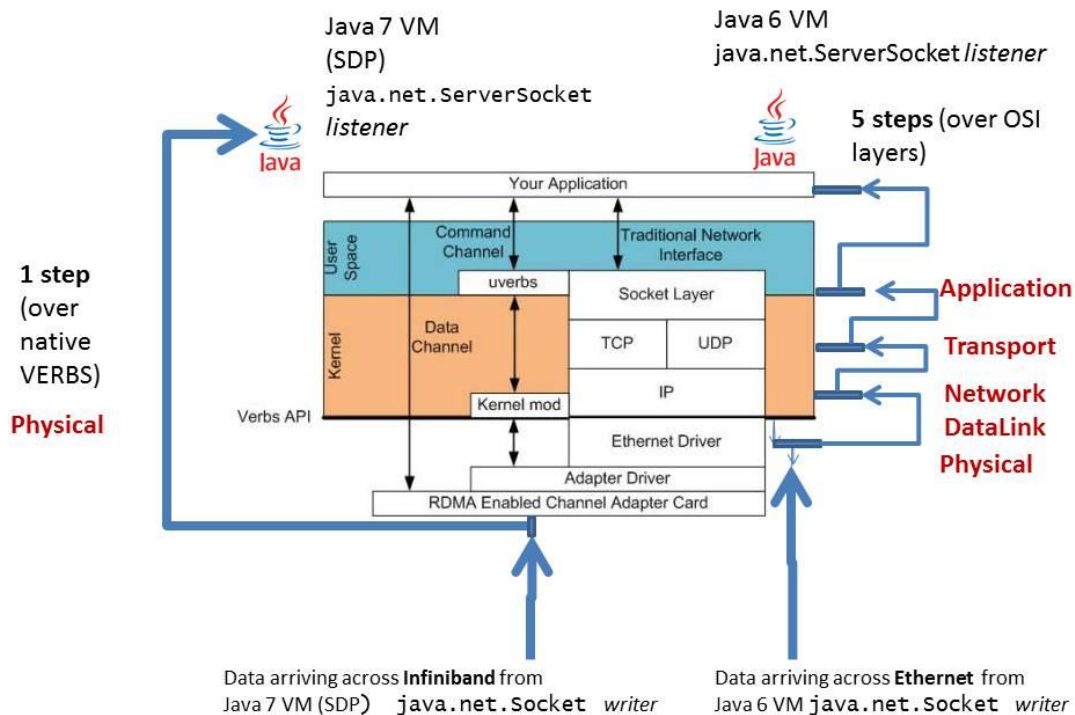 Java 7 VM
(SDP)
java.net.ServerSocket
listener
Java 6 VM
java.net.ServerSocket listener
Java
Java
5 steps (over OSI
layers)
Your Application
User
Space
Command
Channel
Traditional Network
Interface
uverbs
Socket Layer
1 step
(over
native
VERBS)
Physical
Kernel
Data
Channel
TCP
UDP
IP
Kernel mod
Verbs API
Ethernet Driver
Adapter Driver
RDMA Enabled Channel Adapter Card
Application
Transport
Network
DataLink
Physical
Data arriving across Infiniband from
Java 7 VM (SDP) java.net.Socket writer
Data arriving across Ethernet from
Java 6 VM java.net.Socket writer